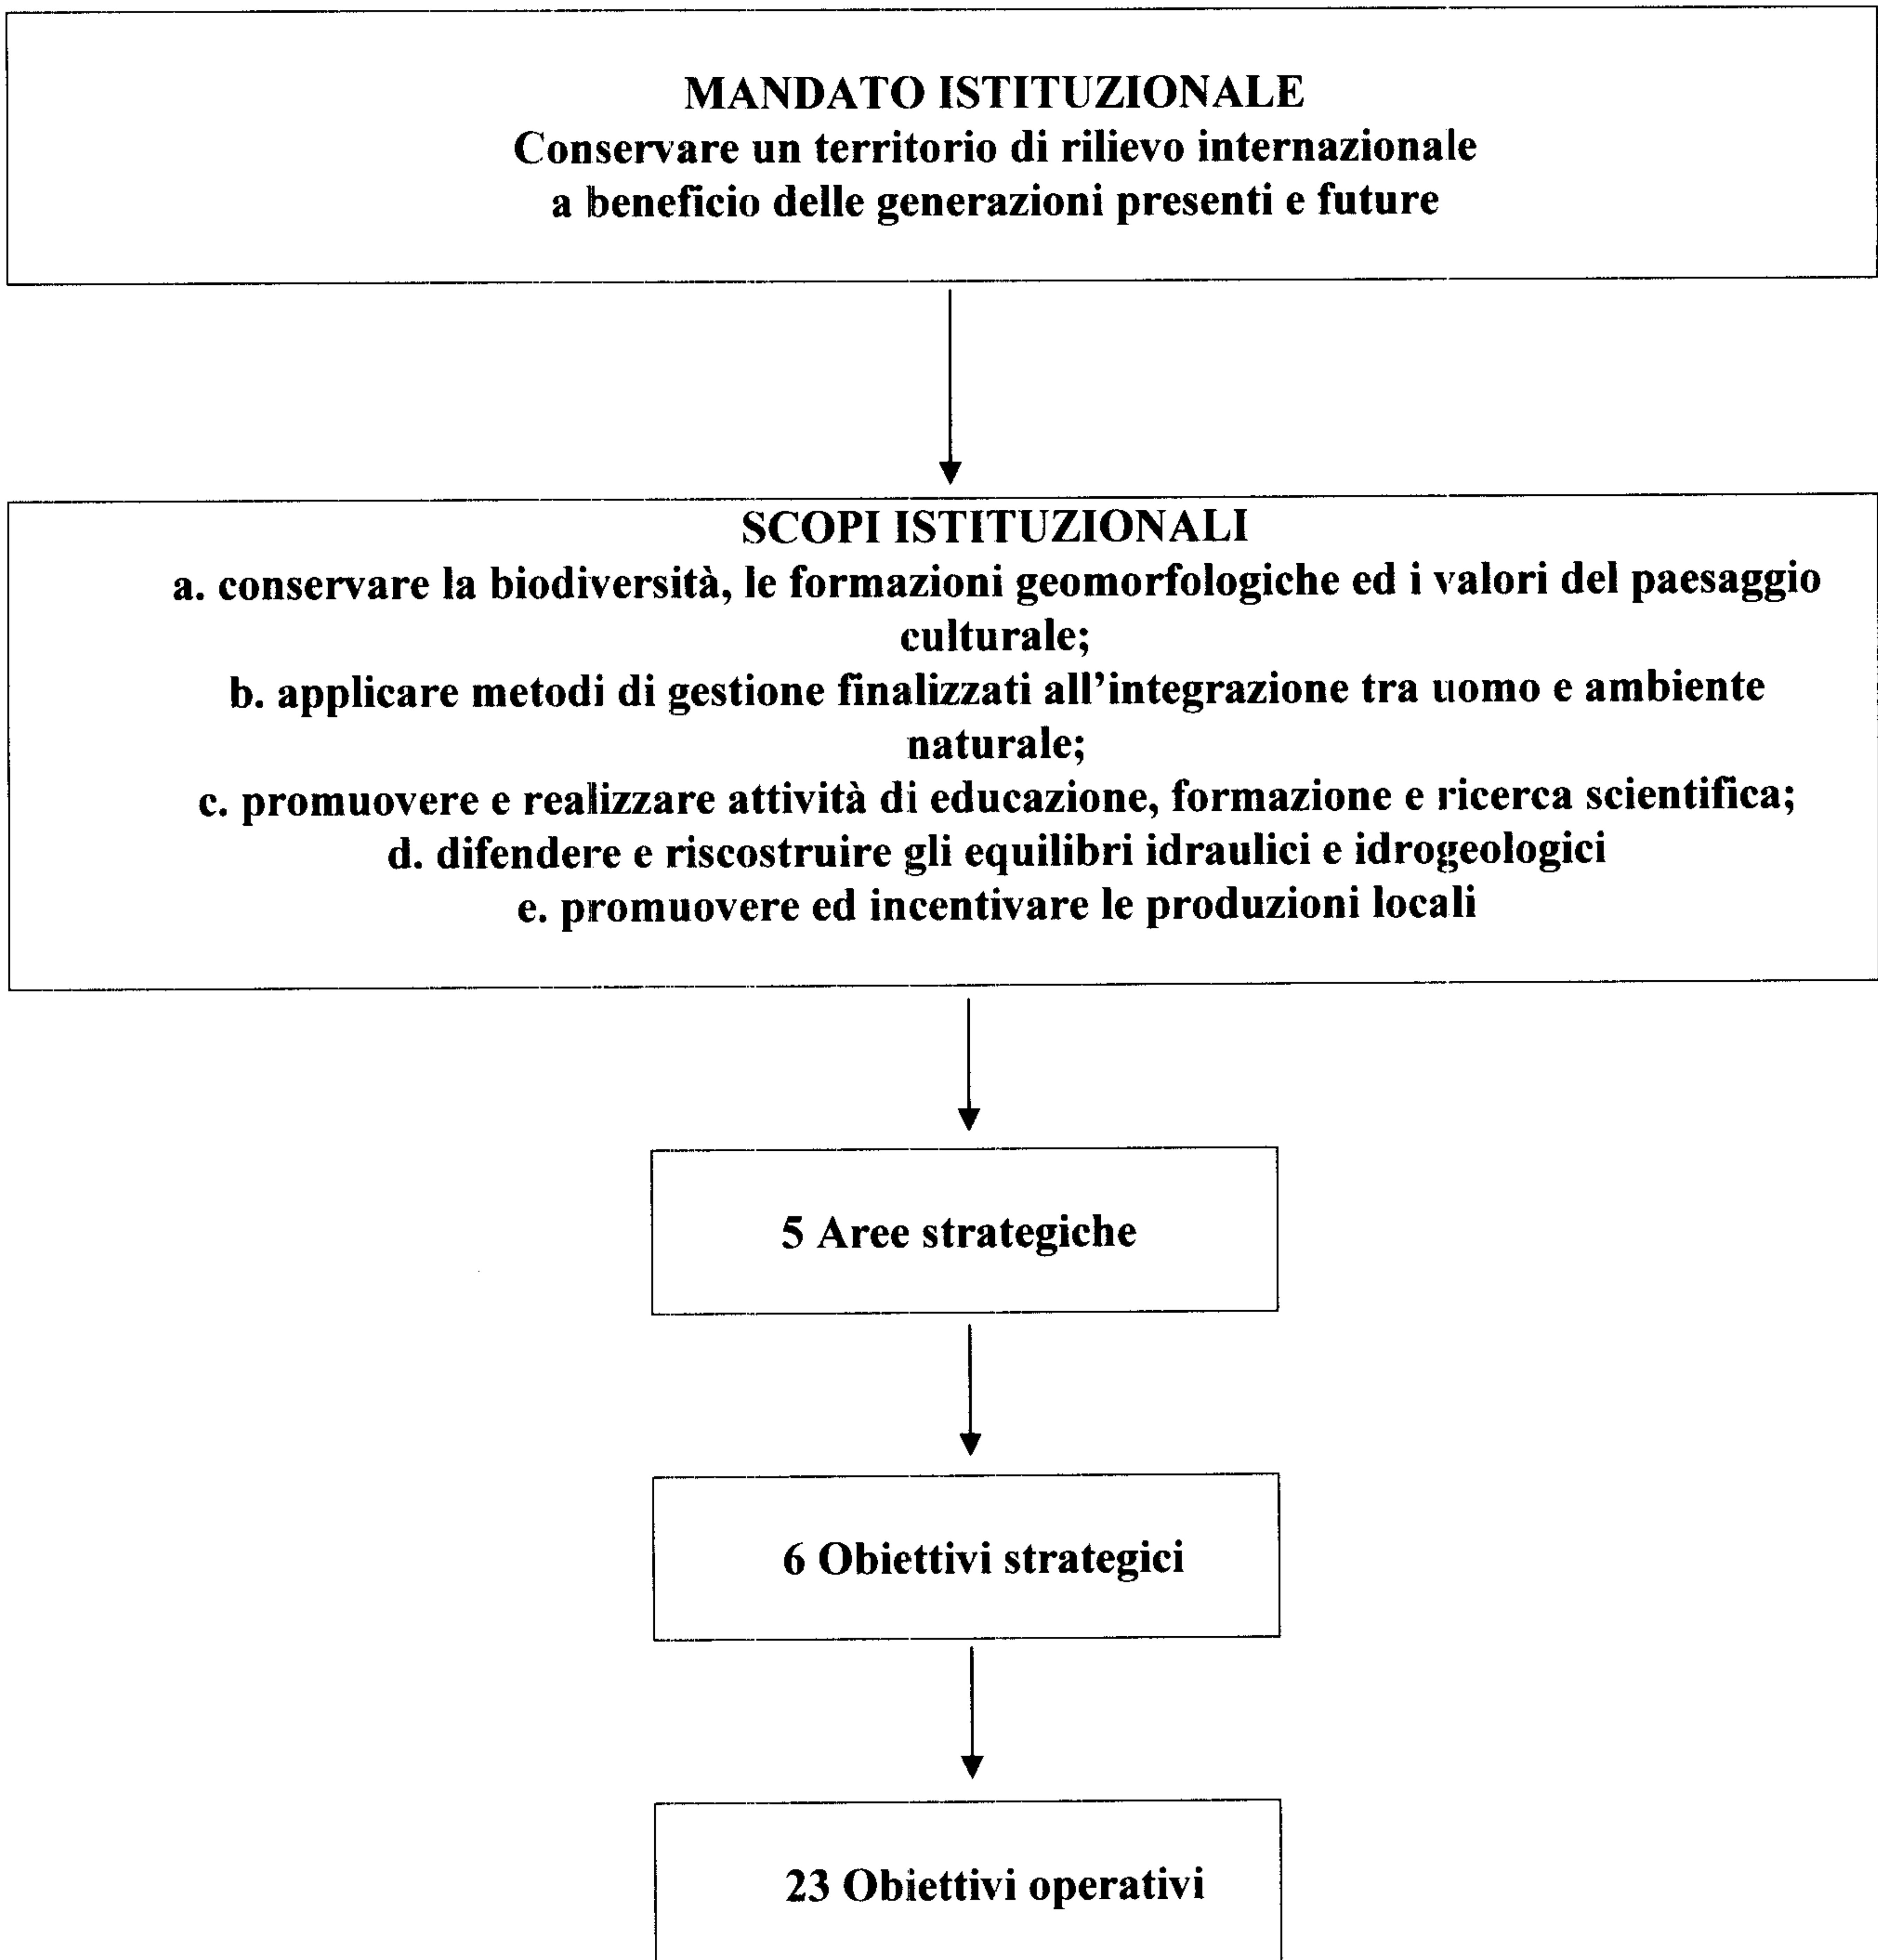 MANDATO ISTITUZIONALE
Conservare un territorio di rilievo internazionale
a beneficio delle generazioni presenti e future
SCOPI ISTITUZIONALI
a. conservare la biodiversità, le formazioni geomorfologiche ed i valori del paesaggio
culturale;
b. applicare metodi di gestione finalizzati all'integrazione tra uomo e ambiente
naturale;
c. promuovere e realizzare attività di educazione, formazione e ricerca scientifica;
d. difendere e riscostruire gli equilibri idraulici e idrogeologici
e. promuovere ed incentivare le produzioni locali
5 Aree strategiche
6 Obiettivi strategici
23 Obiettivi operativi